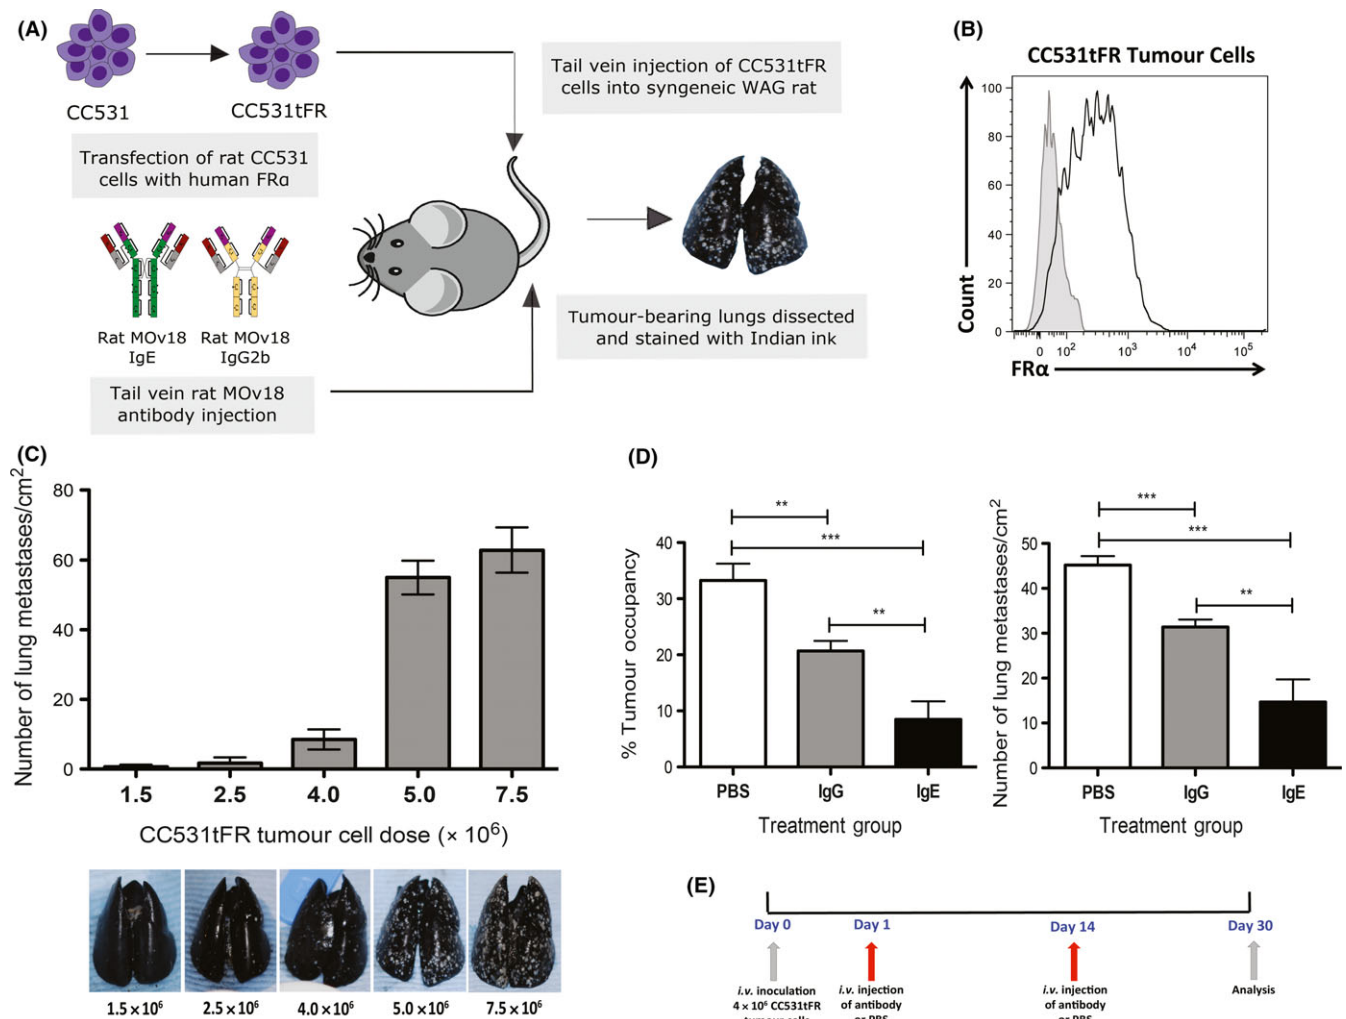 (A)
CC531
CC531tFR
Transfection of rat CC531
cells with human FRα
Rat MOv18
IgE
Rat MOv18
IgG2b
Tail vein rat MOv18
antibody injection
Tail vein injection of CC531tFR
cells into syngeneic WAG rat
Tumour-bearing lungs dissected
and stained with Indian ink
(B)
CC531tFR Tumour Cells
Count
100
80
60
40
20
0
0 10² 10³ 10⁴ 10⁵
FRα
(C)
Number of lung metastases/cm²
80
60
40
20
0
1.5 2.5 4.0 5.0 7.5
CC531tFR tumour cell dose (× 10⁶)
1.5 × 10⁶ 2.5 × 10⁶ 4.0 × 10⁶ 5.0 × 10⁶ 7.5 × 10⁶
(D)
% Tumour occupancy
40
30
20
10
0
**
***
**
PBS IgG IgE
Treatment group
Number of lung metastases/cm²
50
40
30
20
10
0
***
***
**
PBS IgG IgE
Treatment group
(E)
Day 0 Day 1 Day 14 Day 30
i.v. inoculation
4 × 10⁶ CC531tFR
tumour cells
i.v. injection
of antibody
or PBS
i.v. injection
of antibody
or PBS
Analysis